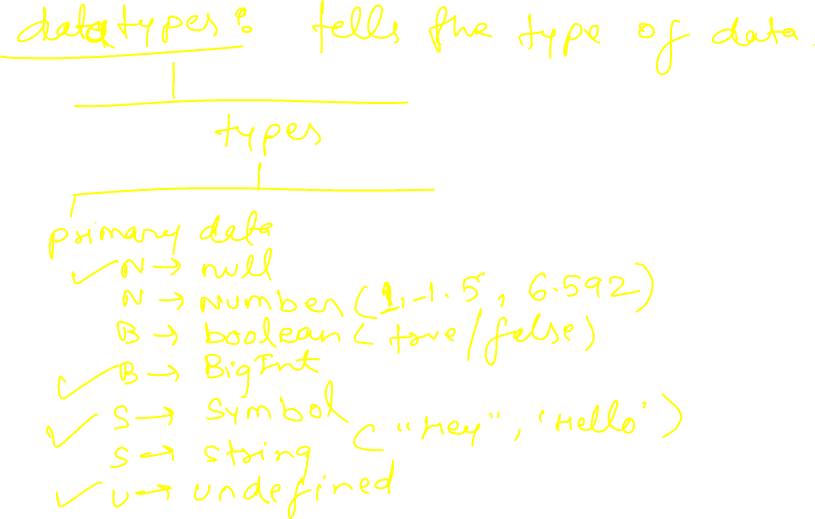 datatypes: tells the type of data.
types
primary data
✓ N → null
N → Number (1, -1.5, 6.592)
B → boolean (true/false)
✓ B → BigInt
✓ S → Symbol
S → string ("Hey", 'Hello')
✓ U → undefined